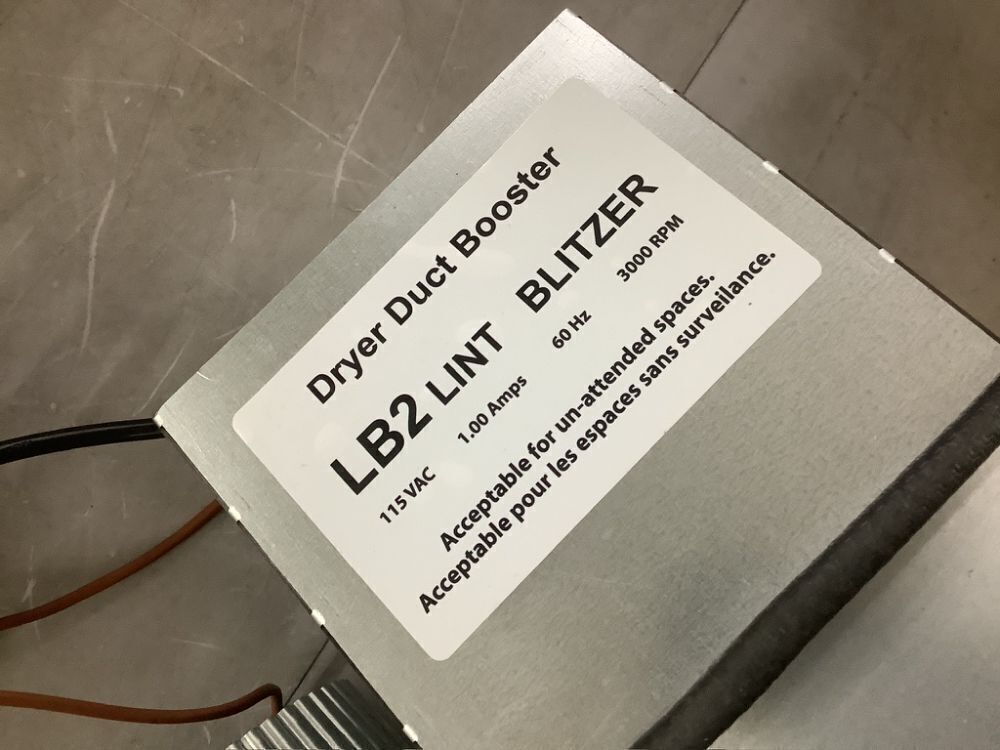 Dryer Duct Booster
LB2 LINT BLITZER
115 VAC 1.00 Amps 60 Hz 3000 RPM
Acceptable for un-attended spaces.
Acceptable pour les espaces sans surveilance.